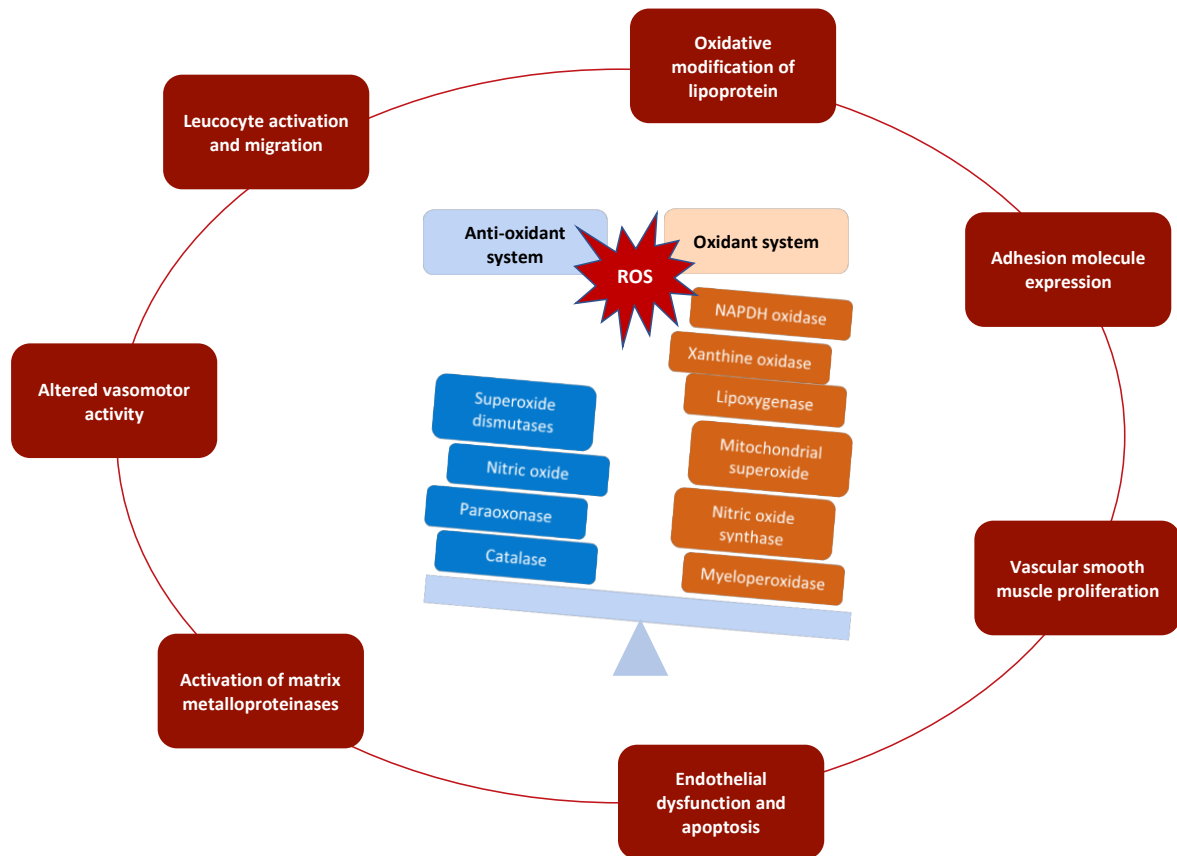 Oxidative
modification of
lipoprotein
Leucocyte activation
and migration
Anti-oxidant
system
ROS
Oxidant system
Adhesion molecule
expression
NAPDH oxidase
Xanthine oxidase
Lipoxygenase
Mitochondrial
superoxide
Nitric oxide
synthase
Myeloperoxidase
Superoxide
dismutases
Nitric oxide
Paraoxonase
Catalase
Altered vasomotor
activity
Vascular smooth
muscle proliferation
Activation of matrix
metalloproteinases
Endothelial
dysfunction and
apoptosis